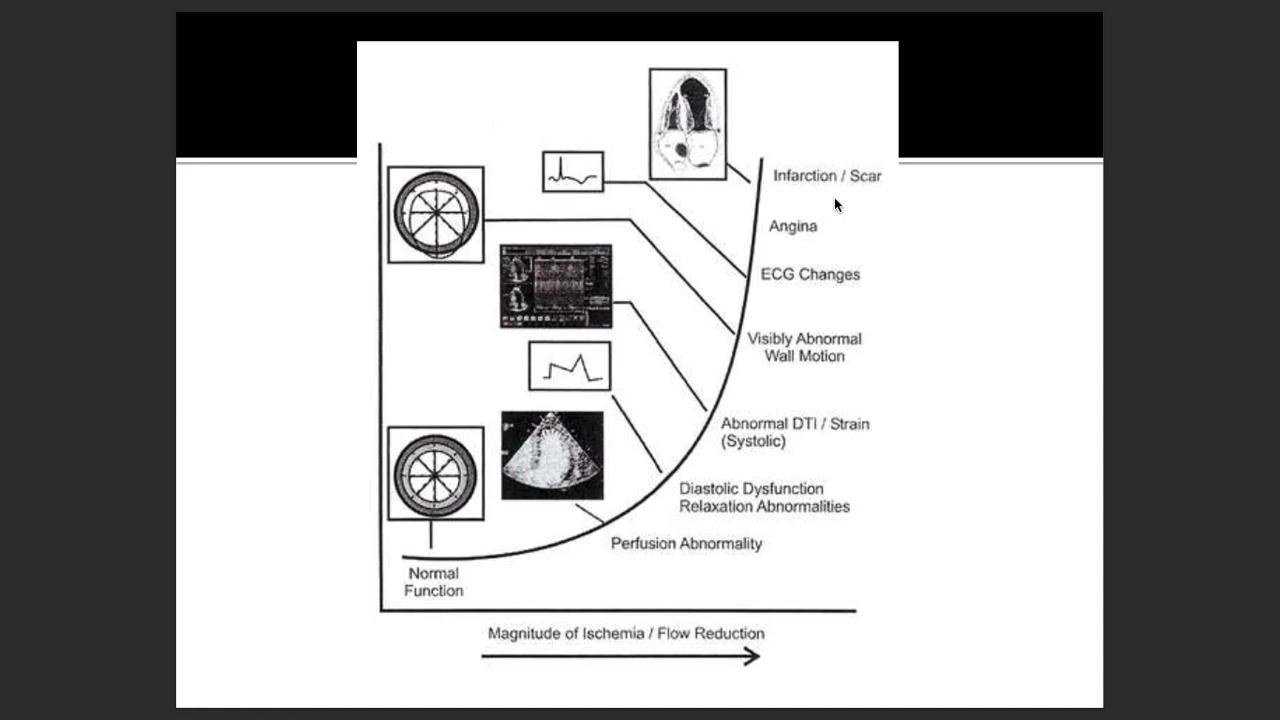 Infarction / Scar
Angina
ECG Changes
Visibly Abnormal
Wall Motion
Abnormal DTI / Strain
(Systolic)
Diastolic Dysfunction
Relaxation Abnormalities
Perfusion Abnormality
Normal
Function
Magnitude of Ischemia / Flow Reduction